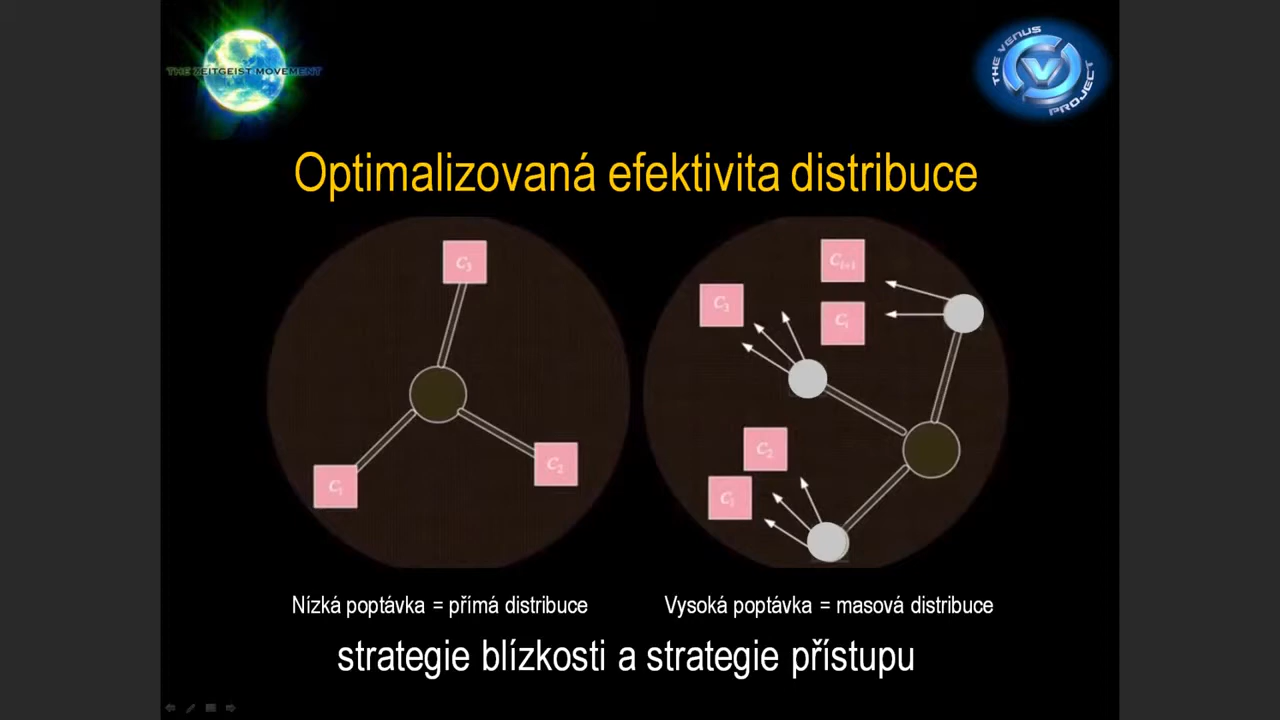 THE ZEITGEIST MOVEMENT
THE VENUS PROJECT
V
Optimalizovaná efektivita distribuce
C3
C1
C2
Ci+1
C3
Ci
C2
C1
Nízká poptávka = přímá distribuce
Vysoká poptávka = masová distribuce
strategie blízkosti a strategie přístupu